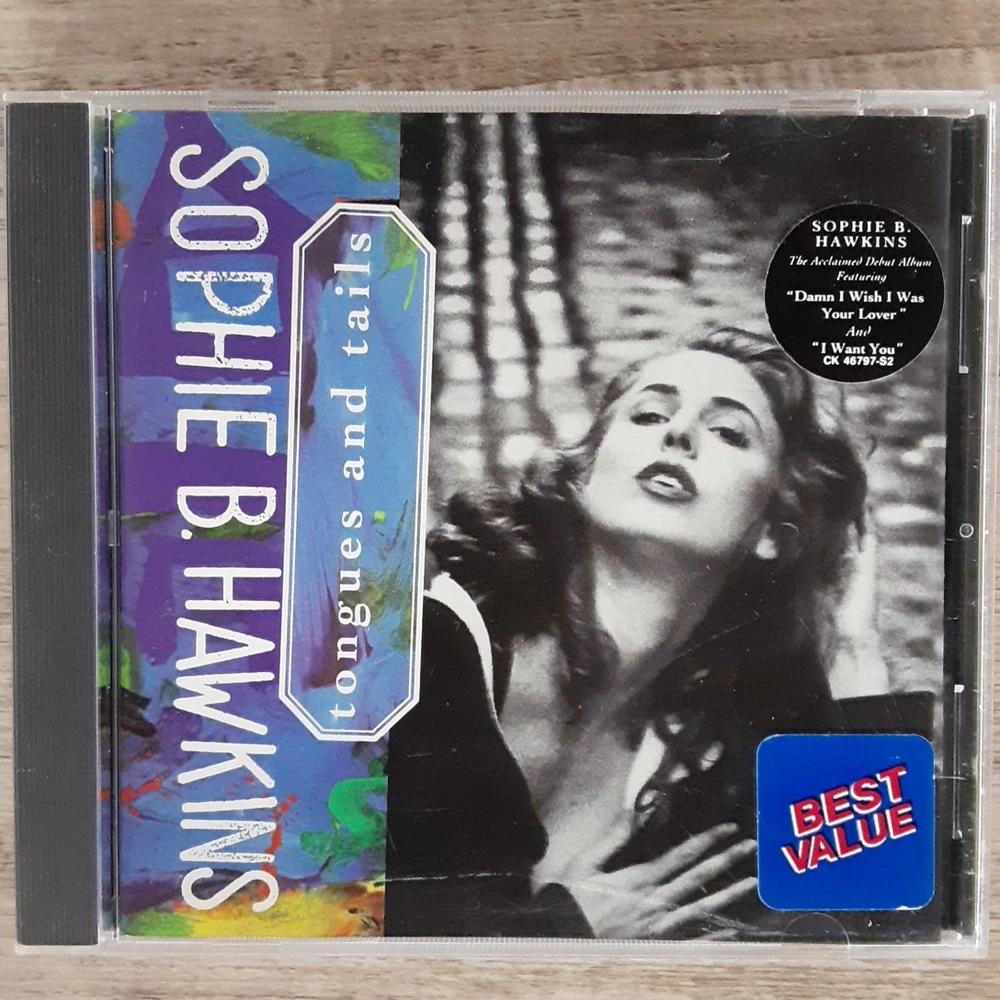 SOPHIE B. HAWKINS
tongues and tails
SOPHIE B.
HAWKINS
The Acclaimed Debut Album
Featuring
"Damn I Wish I Was
Your Lover"
And
"I Want You"
CK 46797-S2
BEST
VALUE